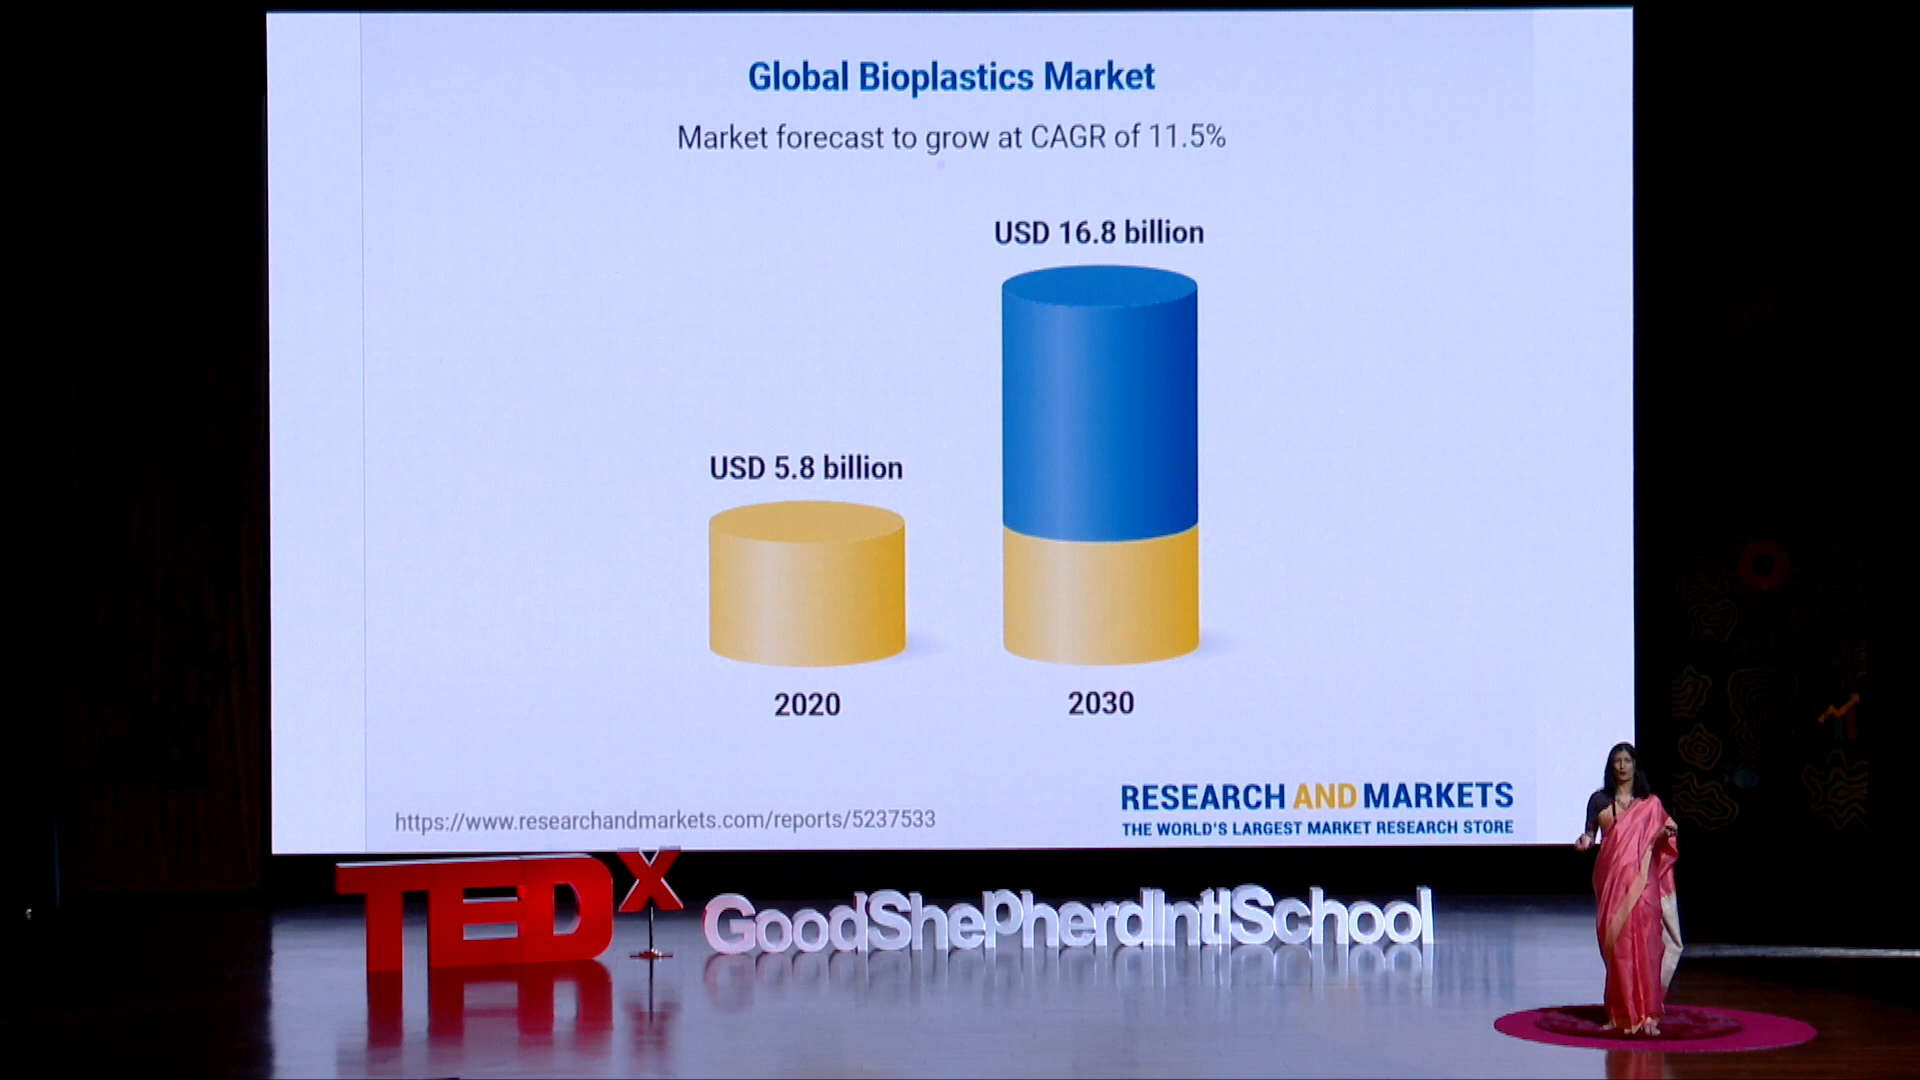 Global Bioplastics Market
Market forecast to grow at CAGR of 11.5%
USD 16.8 billion
USD 5.8 billion
2020
2030
https://www.researchandmarkets.com/reports/5237533
RESEARCH AND MARKETS
THE WORLD'S LARGEST MARKET RESEARCH STORE
TEDx GoodShePherdIntlSchool